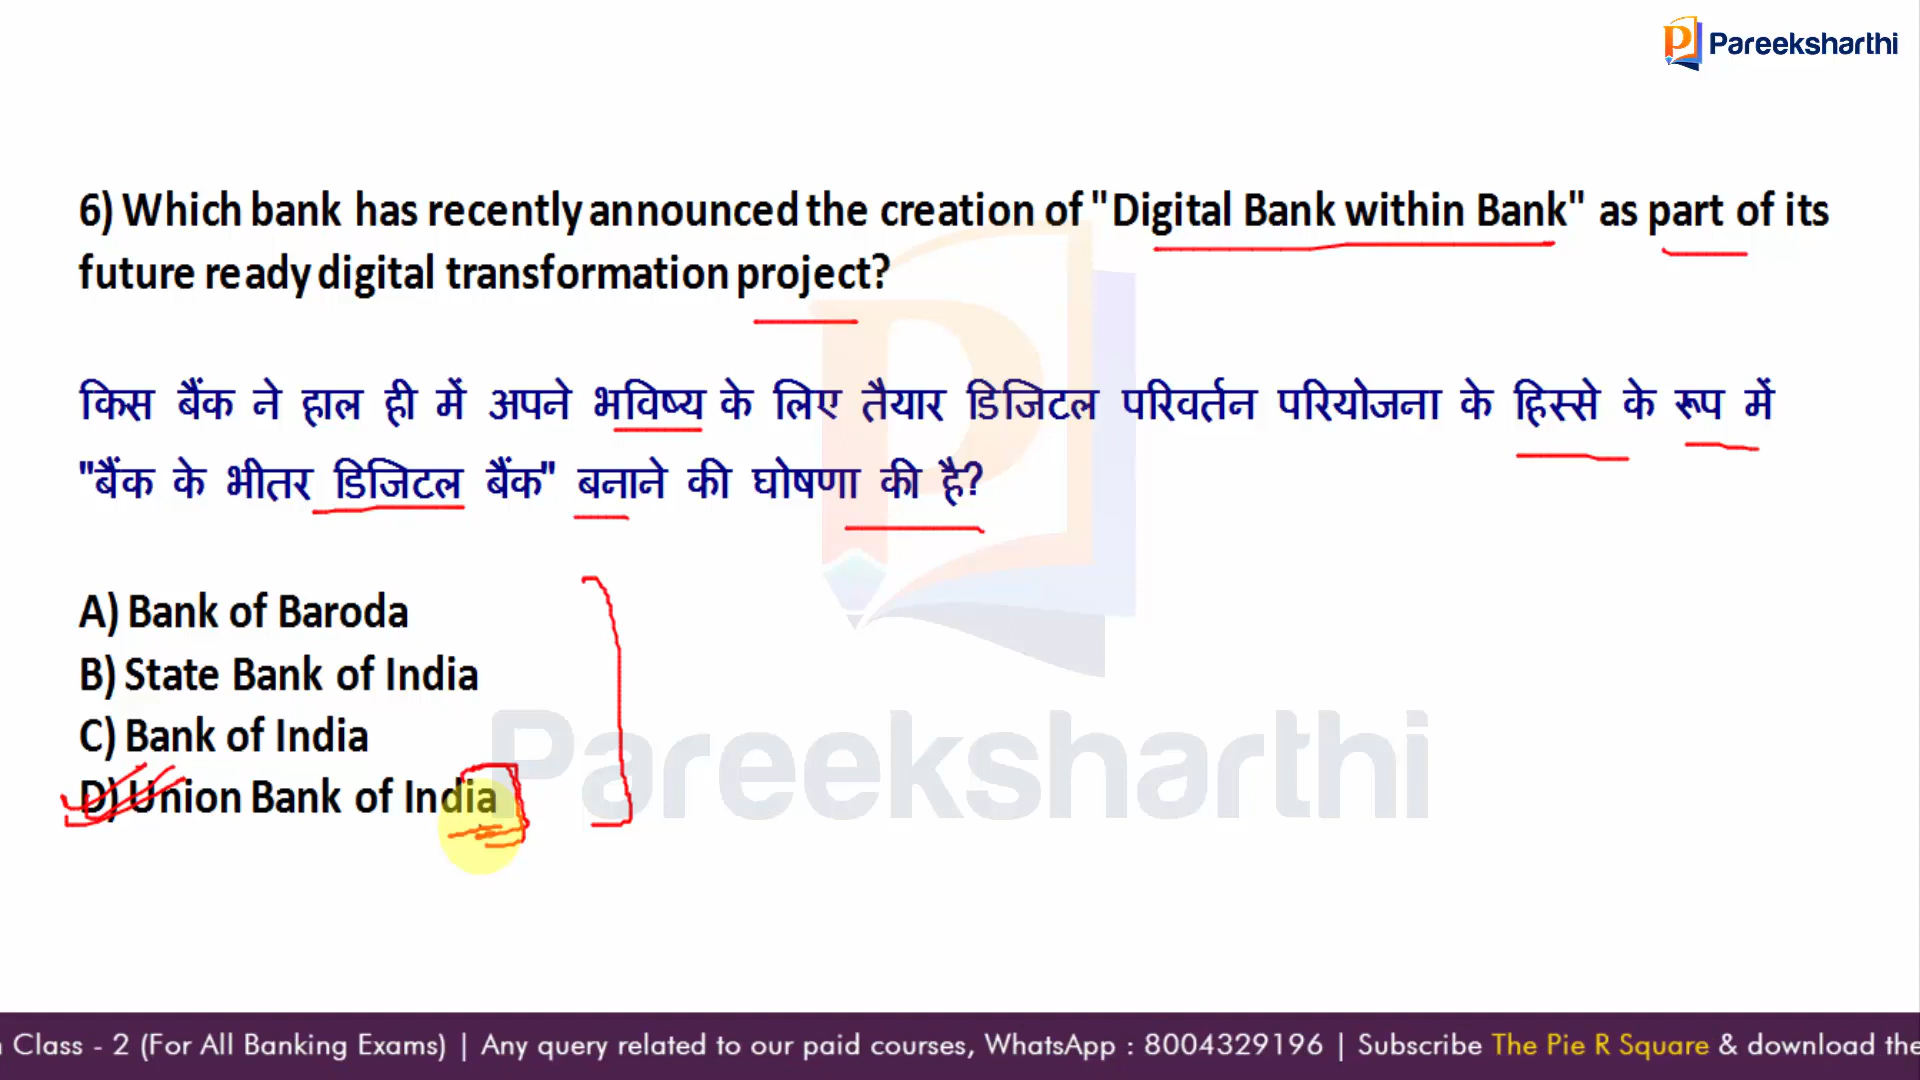 Pareeksharthi
6) Which bank has recently announced the creation of "Digital Bank within Bank" as part of its
future ready digital transformation project?
किस बैंक ने हाल ही में अपने भविष्य के लिए तैयार डिजिटल परिवर्तन परियोजना के हिस्से के रूप में
"बैंक के भीतर डिजिटल बैंक" बनाने की घोषणा की है?
A) Bank of Baroda
B) State Bank of India
C) Bank of India
D) Union Bank of India
Pareeksharthi
Class - 2 (For All Banking Exams) | Any query related to our paid courses, WhatsApp : 8004329196 | Subscribe The Pie R Square & download the